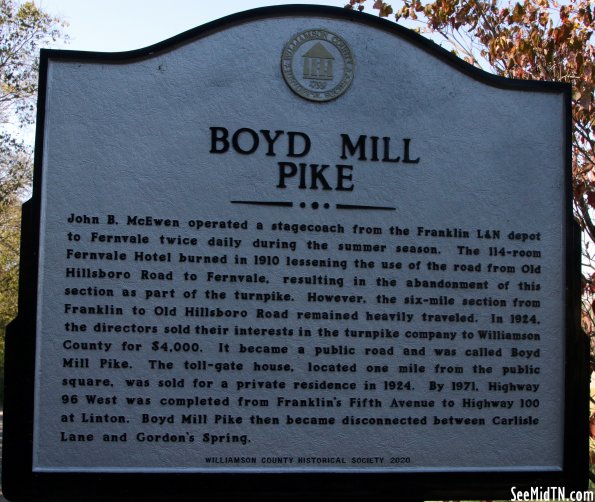 WILLIAMSON COUNTY
BOYD MILL
PIKE
John B. McEwen operated a stagecoach from the Franklin L&N depot
to Fernvale twice daily during the summer season. The 114-room
Fernvale Hotel burned in 1910 lessening the use of the road from Old
Hillsboro Road to Fernvale, resulting in the abandonment of this
section as part of the turnpike. However, the six-mile section from
Franklin to Old Hillsboro Road remained heavily traveled. In 1924,
the directors sold their interests in the turnpike company to Williamson
County for $4,000. It became a public road and was called Boyd
Mill Pike. The toll-gate house, located one mile from the public
square, was sold for a private residence in 1924. By 1971, Highway
96 West was completed from Franklin's Fifth Avenue to Highway 100
at Linton. Boyd Mill Pike then became disconnected between Carlisle
Lane and Gordon's Spring.
WILLIAMSON COUNTY HISTORICAL SOCIETY 2020
SeeMidTN.com